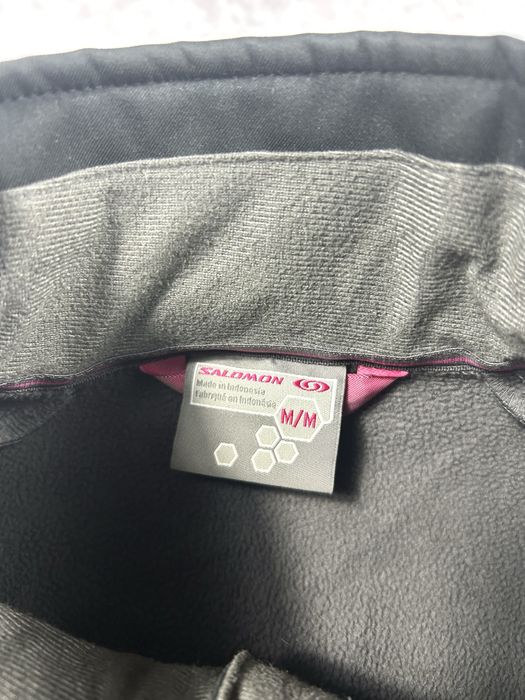 SALOMON
Made in Indonesia
Fabriqué en Indonésie
M/M